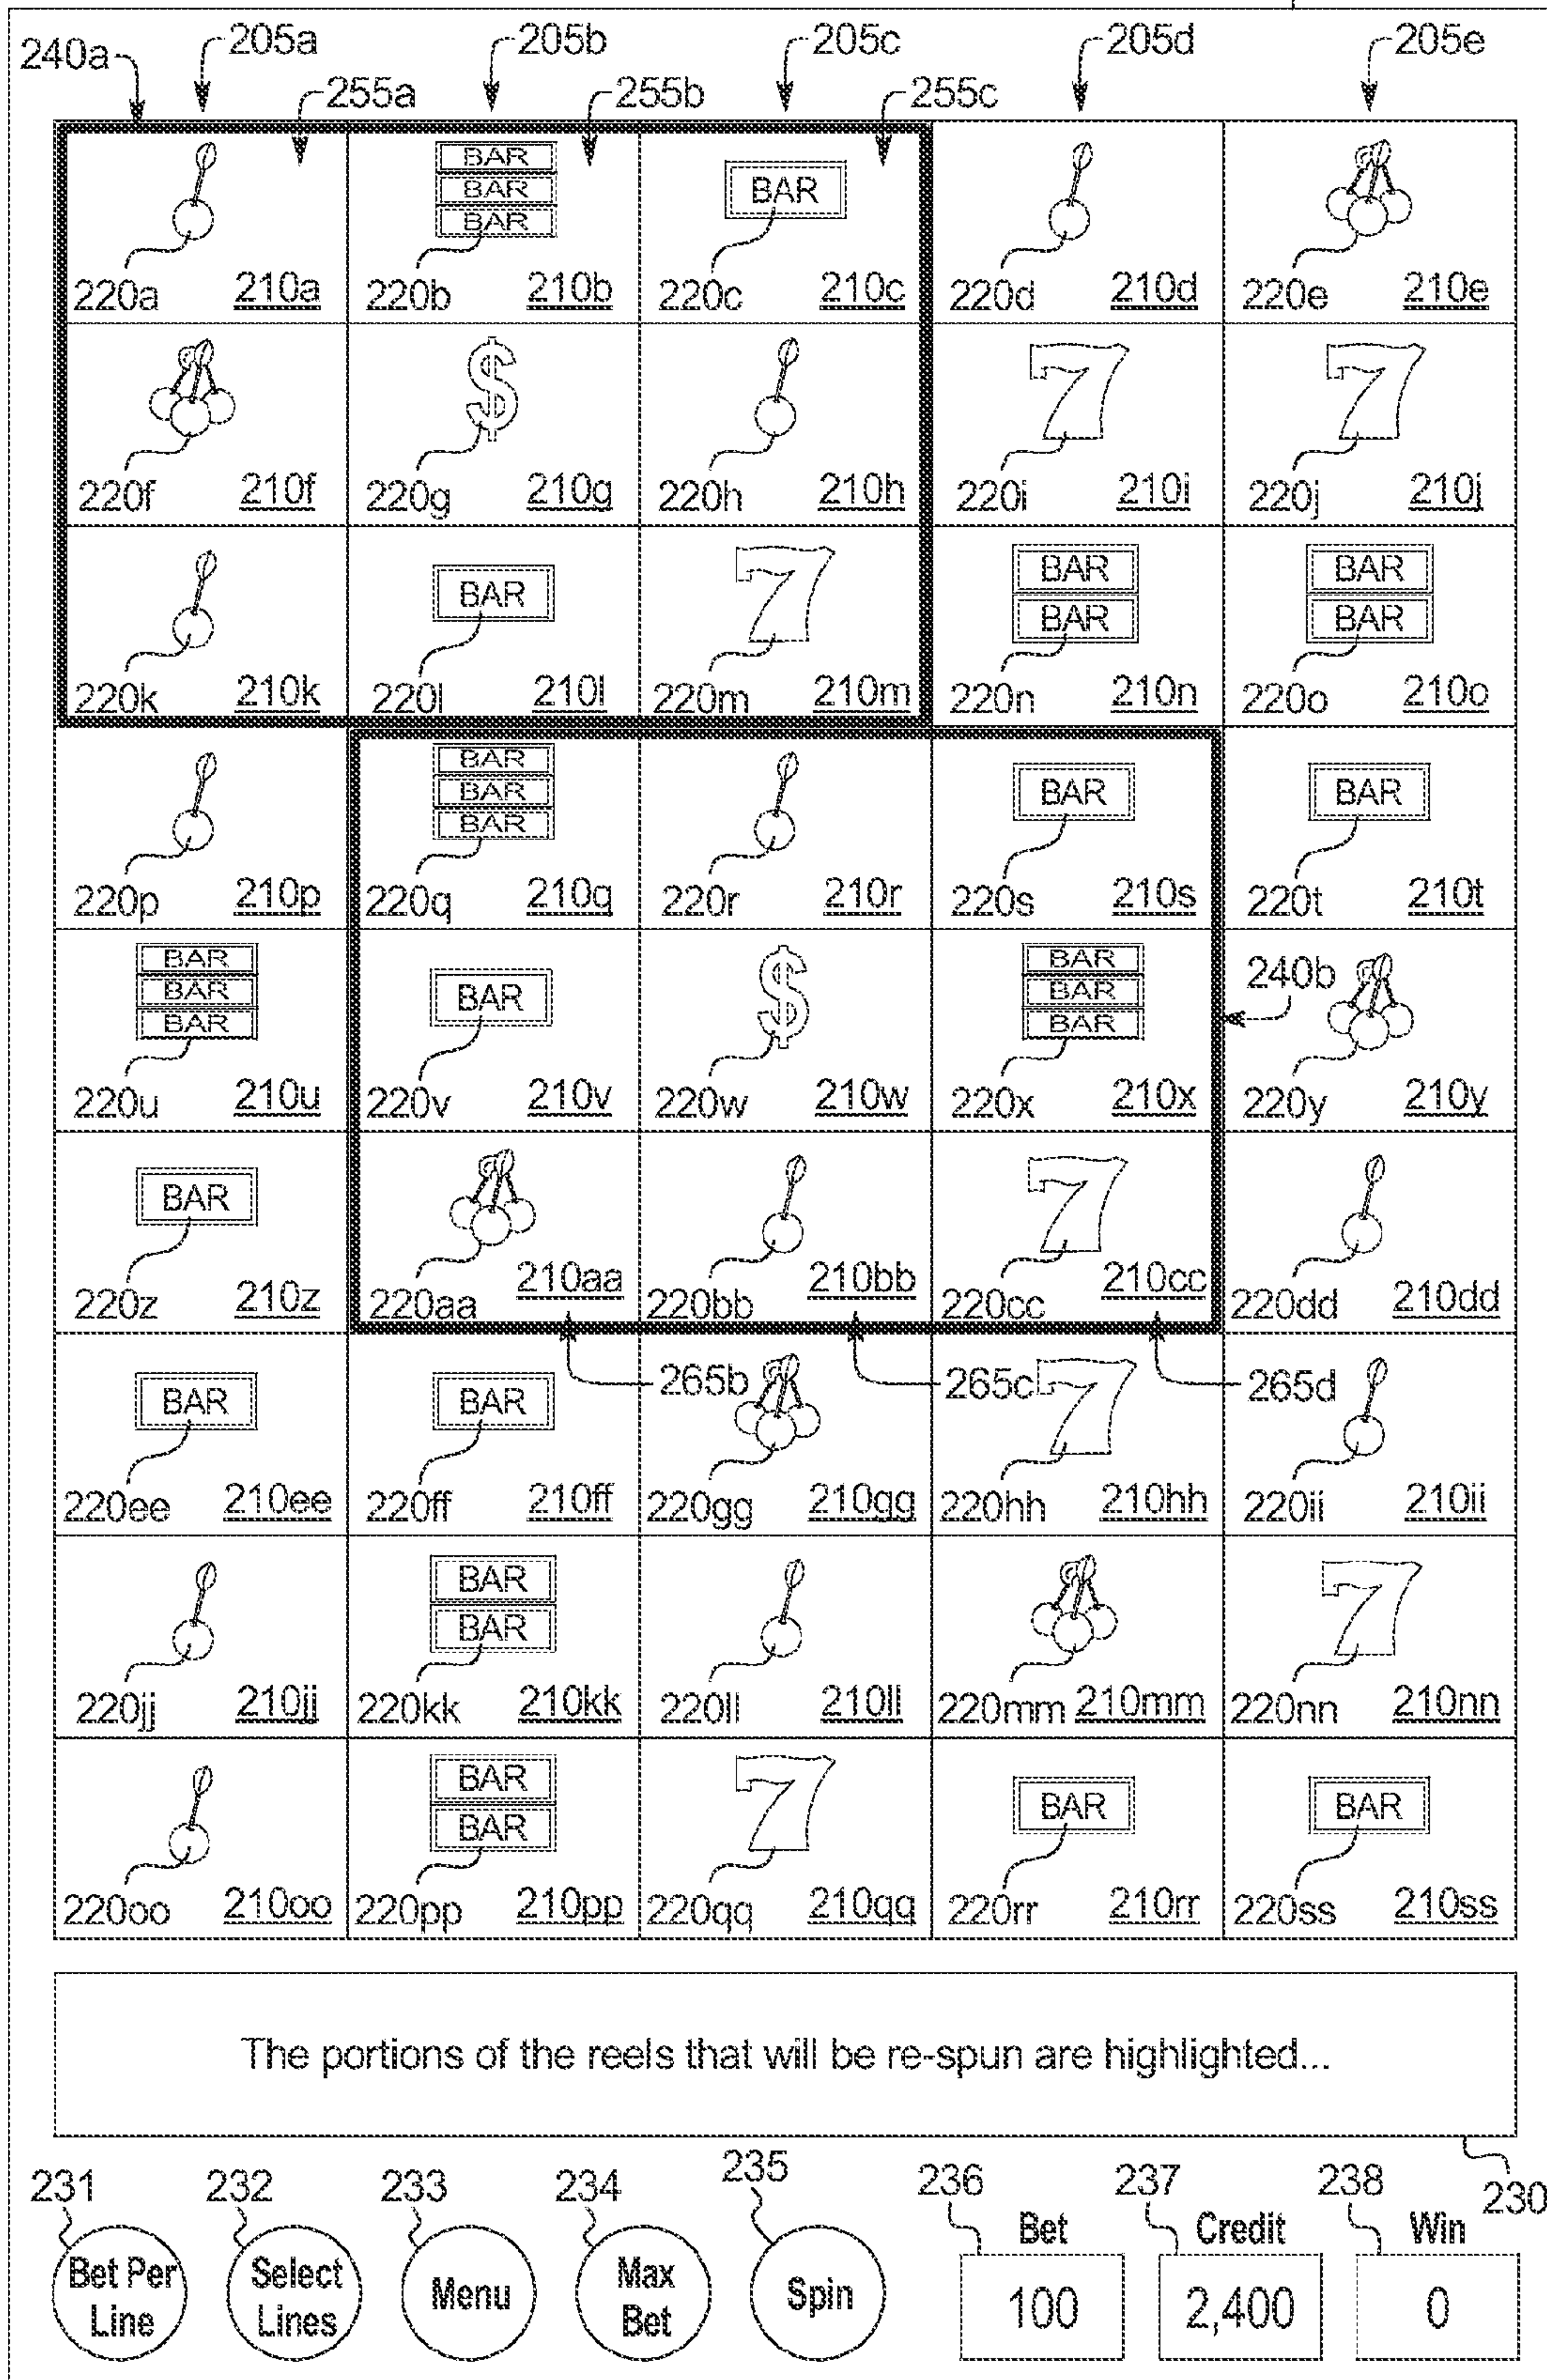 205a 205b 205c 205d 205e
240a
255a 255b 255c
BAR
BAR BAR
BAR
220a 210a 220b 210b 220c 210c 220d 210d 220e 210e
$ 7 7
220f 210f 220g 210g 220h 210h 220i 210i 220j 210j
BAR 7 BAR BAR
BAR BAR
220k 210k 220l 210l 220m 210m 220n 210n 220o 210o
BAR
BAR BAR BAR
BAR
220p 210p 220q 210q 220r 210r 220s 210s 220t 210t
BAR BAR
BAR BAR $ BAR 240b
BAR BAR
220u 210u 220v 210v 220w 210w 220x 210x 220y 210y
BAR 7
220z 210z 220aa 210aa 220bb 210bb 220cc 210cc 220dd 210dd
265b 265c 265d
BAR BAR 7
220ee 210ee 220ff 210ff 220gg 210gg 220hh 210hh 220ii 210ii
BAR 7
BAR
220jj 210jj 220kk 210kk 220ll 210ll 220mm 210mm 220nn 210nn
BAR 7 BAR BAR
BAR
220oo 210oo 220pp 210pp 220qq 210qq 220rr 210rr 220ss 210ss
The portions of the reels that will be re-spun are highlighted...
230
231 232 233 234 235 236 237 238
Bet Credit Win
Bet Per Line
Select Lines
Menu
Max Bet
Spin
100 2,400 0